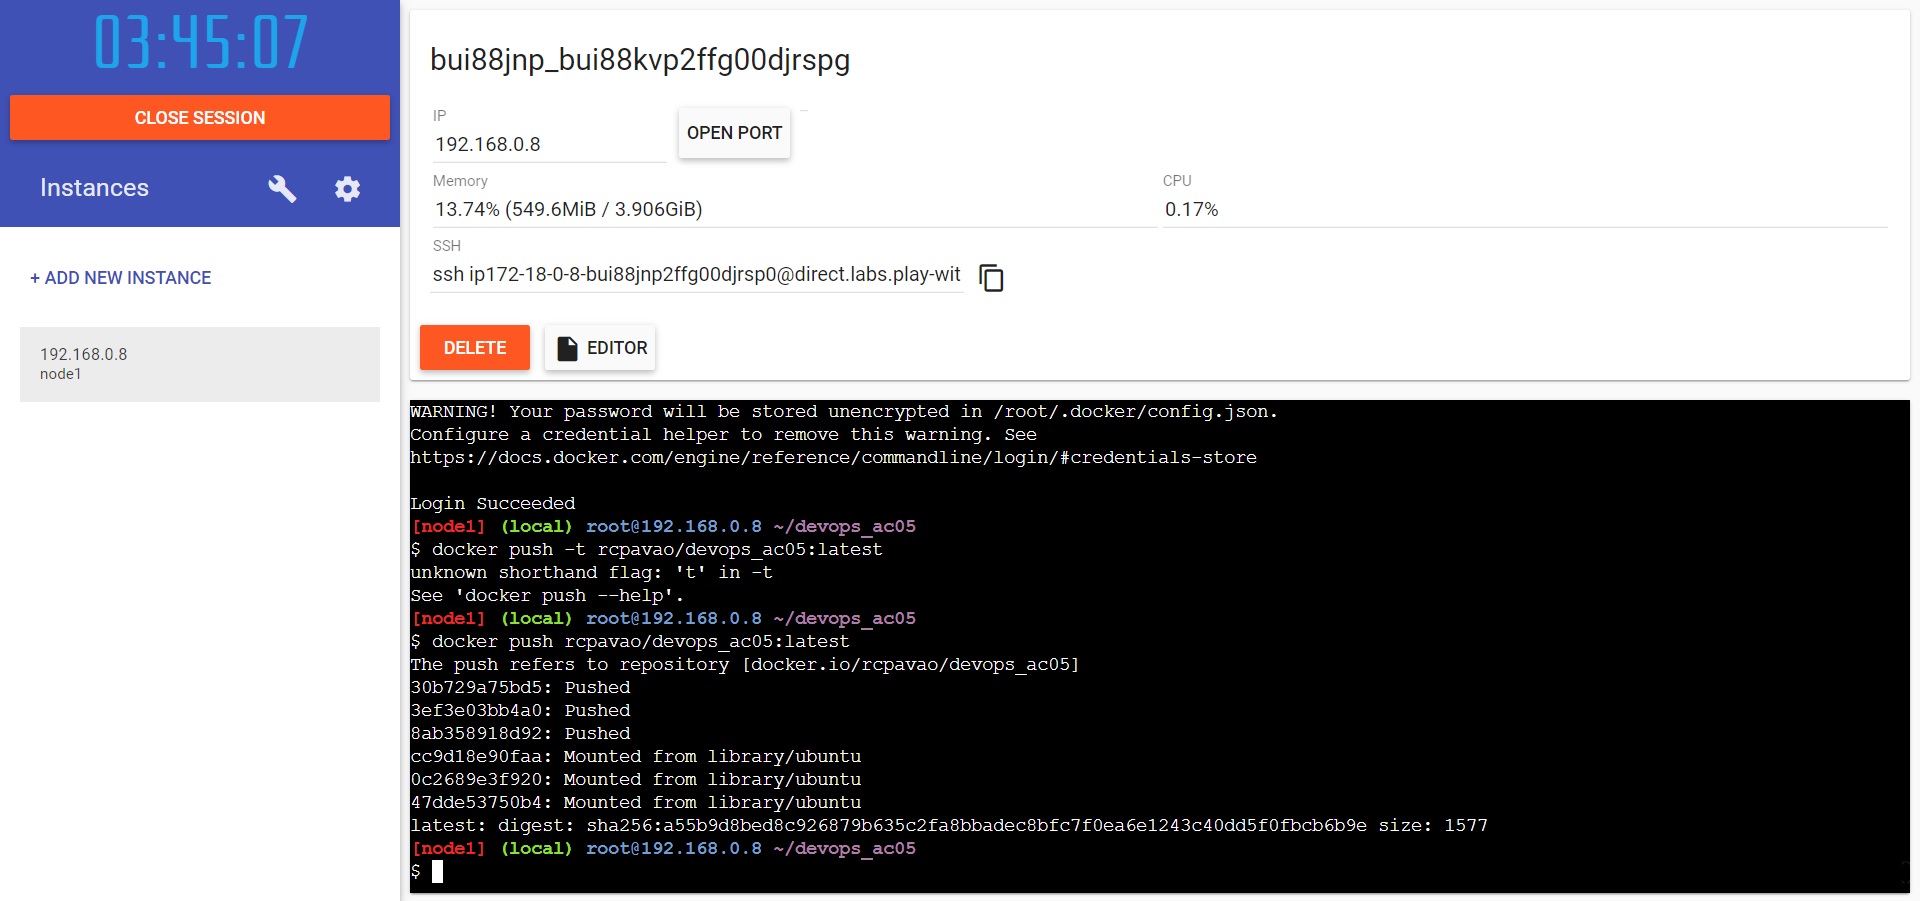 03:45:07
CLOSE SESSION
Instances
+ ADD NEW INSTANCE
192.168.0.8
node1
bui88jnp_bui88kvp2ffg00djrspg
IP
192.168.0.8
OPEN PORT
Memory
13.74% (549.6MiB / 3.906GiB)
CPU
0.17%
SSH
ssh ip172-18-0-8-bui88jnp2ffg00djrsp0@direct.labs.play-wit
DELETE
EDITOR
WARNING! Your password will be stored unencrypted in /root/.docker/config.json.
Configure a credential helper to remove this warning. See
https://docs.docker.com/engine/reference/commandline/login/#credentials-store
Login Succeeded
[node1] (local) root@192.168.0.8 ~/devops_ac05
$ docker push -t rcpavao/devops_ac05:latest
unknown shorthand flag: 't' in -t
See 'docker push --help'.
[node1] (local) root@192.168.0.8 ~/devops_ac05
$ docker push rcpavao/devops_ac05:latest
The push refers to repository [docker.io/rcpavao/devops_ac05]
30b729a75bd5: Pushed
3ef3e03bb4a0: Pushed
8ab358918d92: Pushed
cc9d18e90faa: Mounted from library/ubuntu
0c2689e3f920: Mounted from library/ubuntu
47dde53750b4: Mounted from library/ubuntu
latest: digest: sha256:a55b9d8bed8c926879b635c2fa8bbadec8bfc7f0ea6e1243c40dd5f0fbcb6b9e size: 1577
[node1] (local) root@192.168.0.8 ~/devops_ac05
$